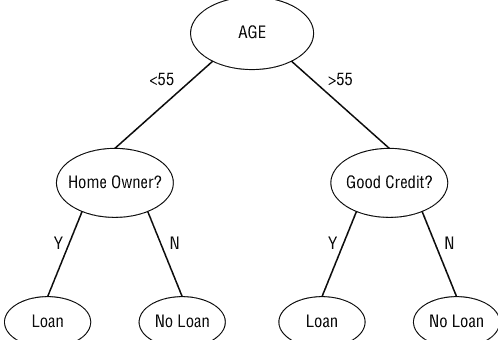 AGE
<55
>55
Home Owner?
Good Credit?
Y
N
Y
N
Loan
No Loan
Loan
No Loan